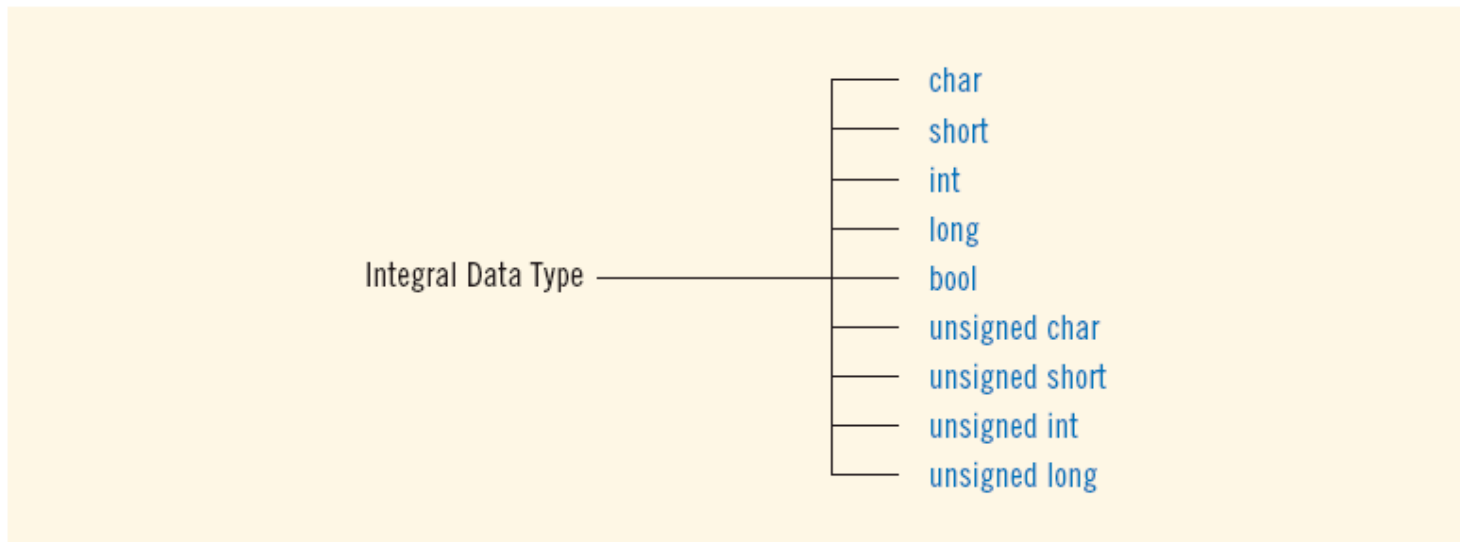 char
short
int
long
Integral Data Type
bool
unsigned char
unsigned short
unsigned int
unsigned long